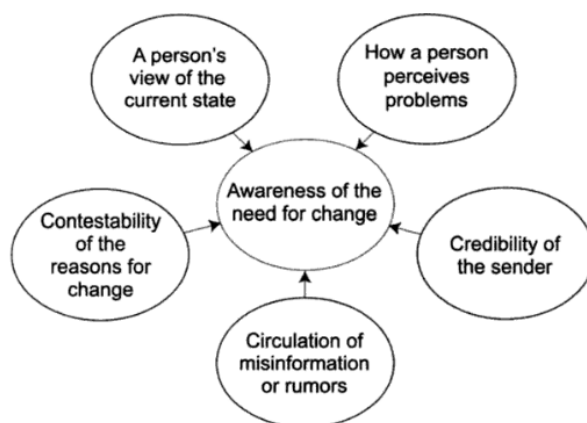 A person's
view of the
current state
How a person
perceives
problems
Awareness of the
need for change
Contestability
of the
reasons for
change
Credibility of
the sender
Circulation of
misinformation
or rumors